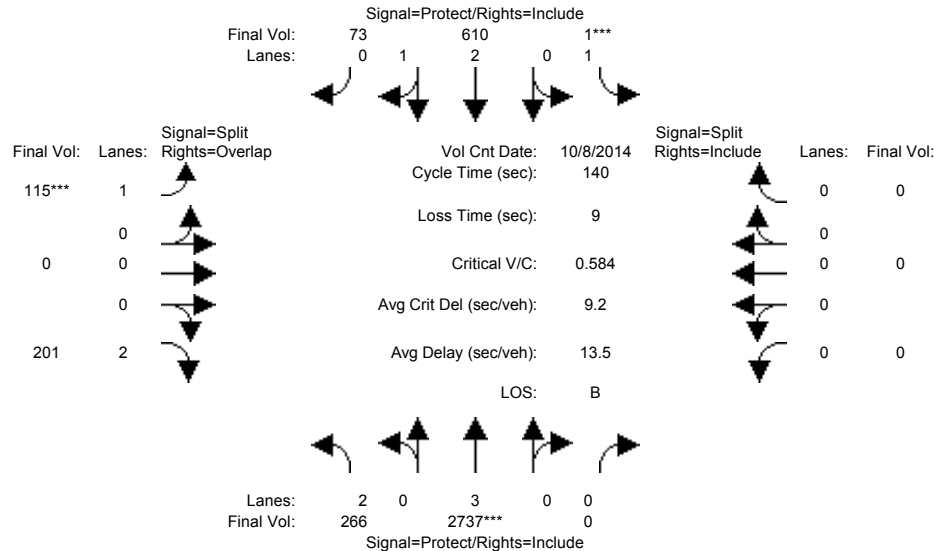 Signal=Protect/Rights=Include
Final Vol: 73 610 1***
Lanes: 0 1 2 0 1
Signal=Split Signal=Split
Final Vol: Lanes: Rights=Overlap Vol Cnt Date: 10/8/2014 Rights=Include Lanes: Final Vol:
Cycle Time (sec): 140
115*** 1 0 0
Loss Time (sec): 9
0 0
0 0 Critical V/C: 0.584 0 0
0 Avg Crit Del (sec/veh): 9.2 0
201 2 Avg Delay (sec/veh): 13.5 0 0
LOS: B
Lanes: 2 0 3 0 0
Final Vol: 266 2737*** 0
Signal=Protect/Rights=Include